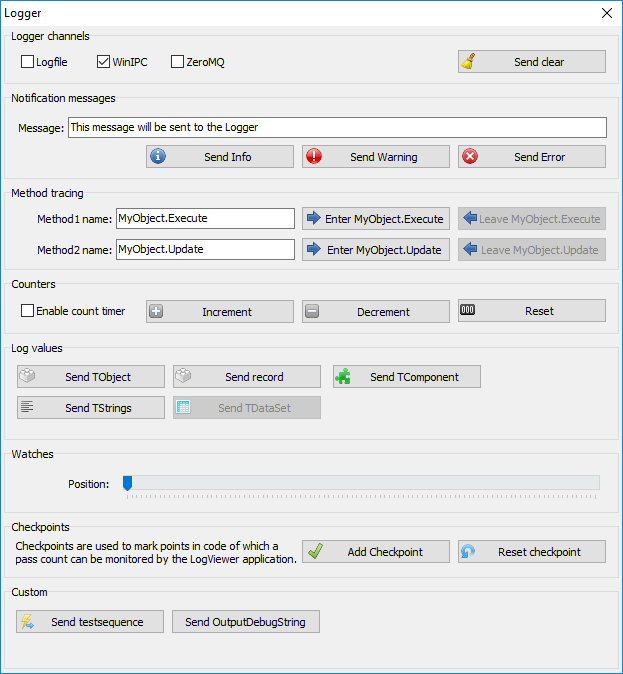 Logger
Logger channels
Logfile WinIPC ZeroMQ Send clear
Notification messages
Message: This message will be sent to the Logger
Send Info Send Warning Send Error
Method tracing
Method1 name: MyObject.Execute Enter MyObject.Execute Leave MyObject.Execute
Method2 name: MyObject.Update Enter MyObject.Update Leave MyObject.Update
Counters
Enable count timer Increment Decrement 000 Reset
Log values
Send TObject Send record Send TComponent
Send TStrings Send TDataSet
Watches
Position:
Checkpoints
Checkpoints are used to mark points in code of which a
pass count can be monitored by the LogViewer application. Add Checkpoint Reset checkpoint
Custom
Send testsequence Send OutputDebugString